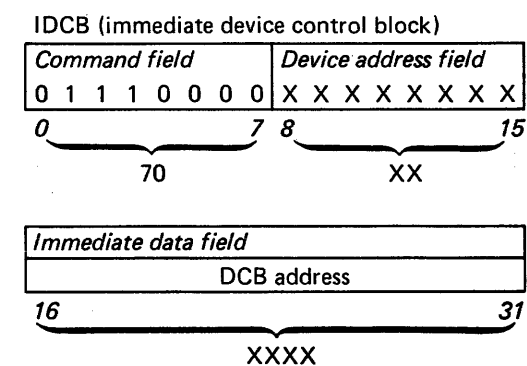 IDCB (immediate device control block)
Command field Device address field
0 1 1 1 0 0 0 0 X X X X X X X X
0 7 8 15
70 XX
Immediate data field
DCB address
16 31
XXXX